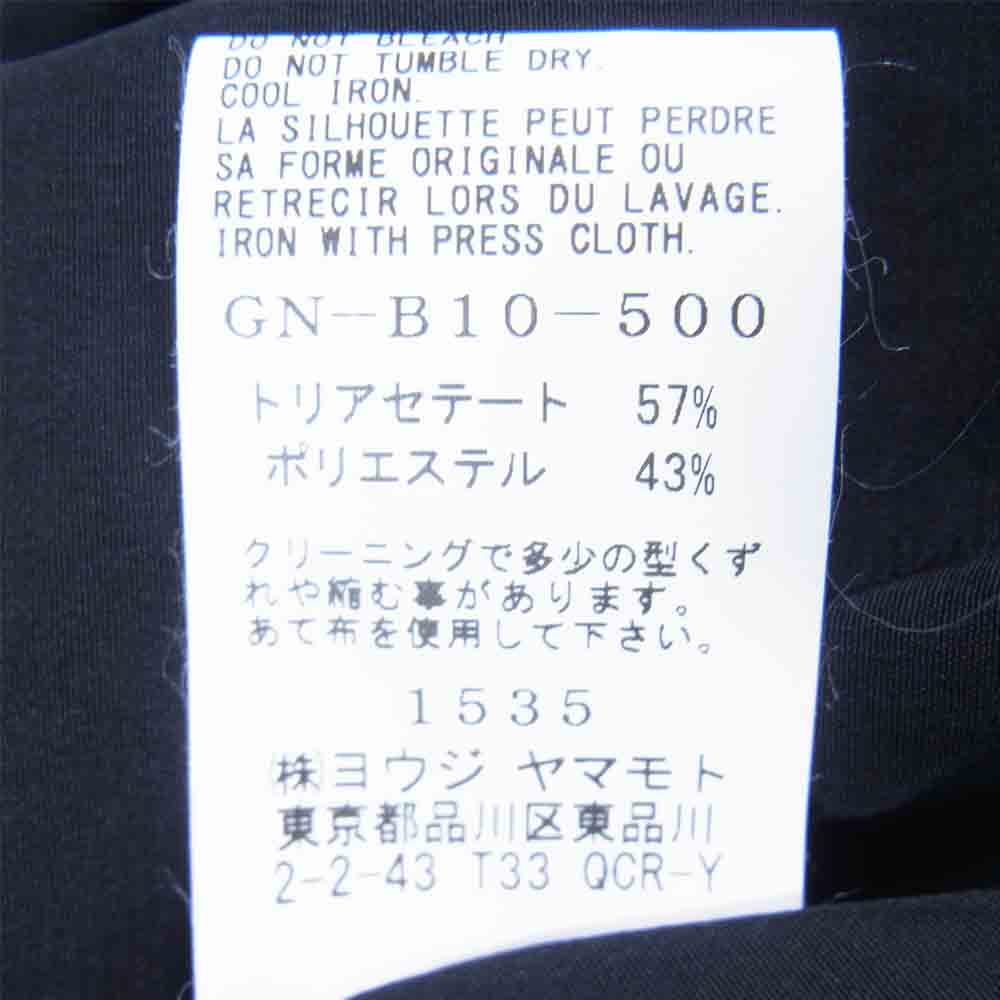 DO NOT BLEACH
DO NOT TUMBLE DRY.
COOL IRON.
LA SILHOUETTE PEUT PERDRE
SA FORME ORIGINALE OU
RETRECIR LORS DU LAVAGE.
IRON WITH PRESS CLOTH.
GN-B10-500
トリアセテート 57%
ポリエステル 43%
クリーニングで多少の型くず
れや縮む事があります。
あて布を使用して下さい。
1535
㈱ヨウジ ヤマモト
東京都品川区東品川
2-2-43 T33 QCR-Y